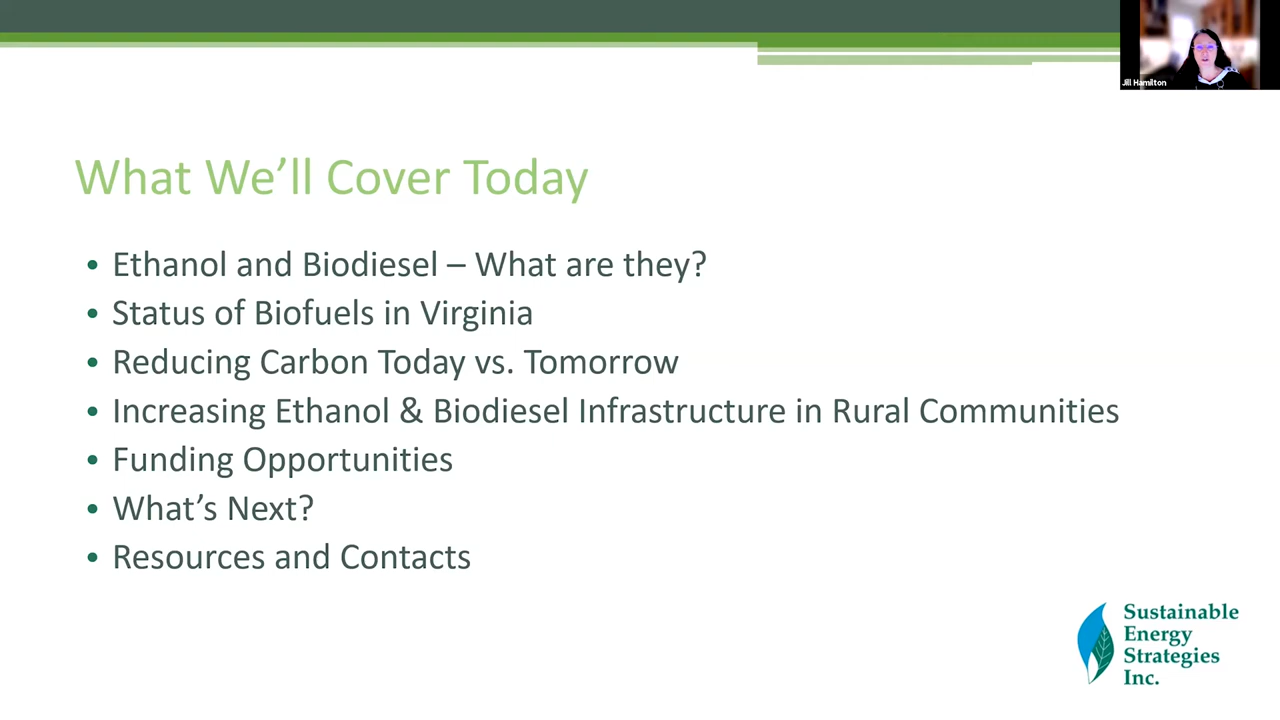 Jill Hamilton
What We'll Cover Today
• Ethanol and Biodiesel – What are they?
• Status of Biofuels in Virginia
• Reducing Carbon Today vs. Tomorrow
• Increasing Ethanol & Biodiesel Infrastructure in Rural Communities
• Funding Opportunities
• What's Next?
• Resources and Contacts
Sustainable
Energy
Strategies
Inc.